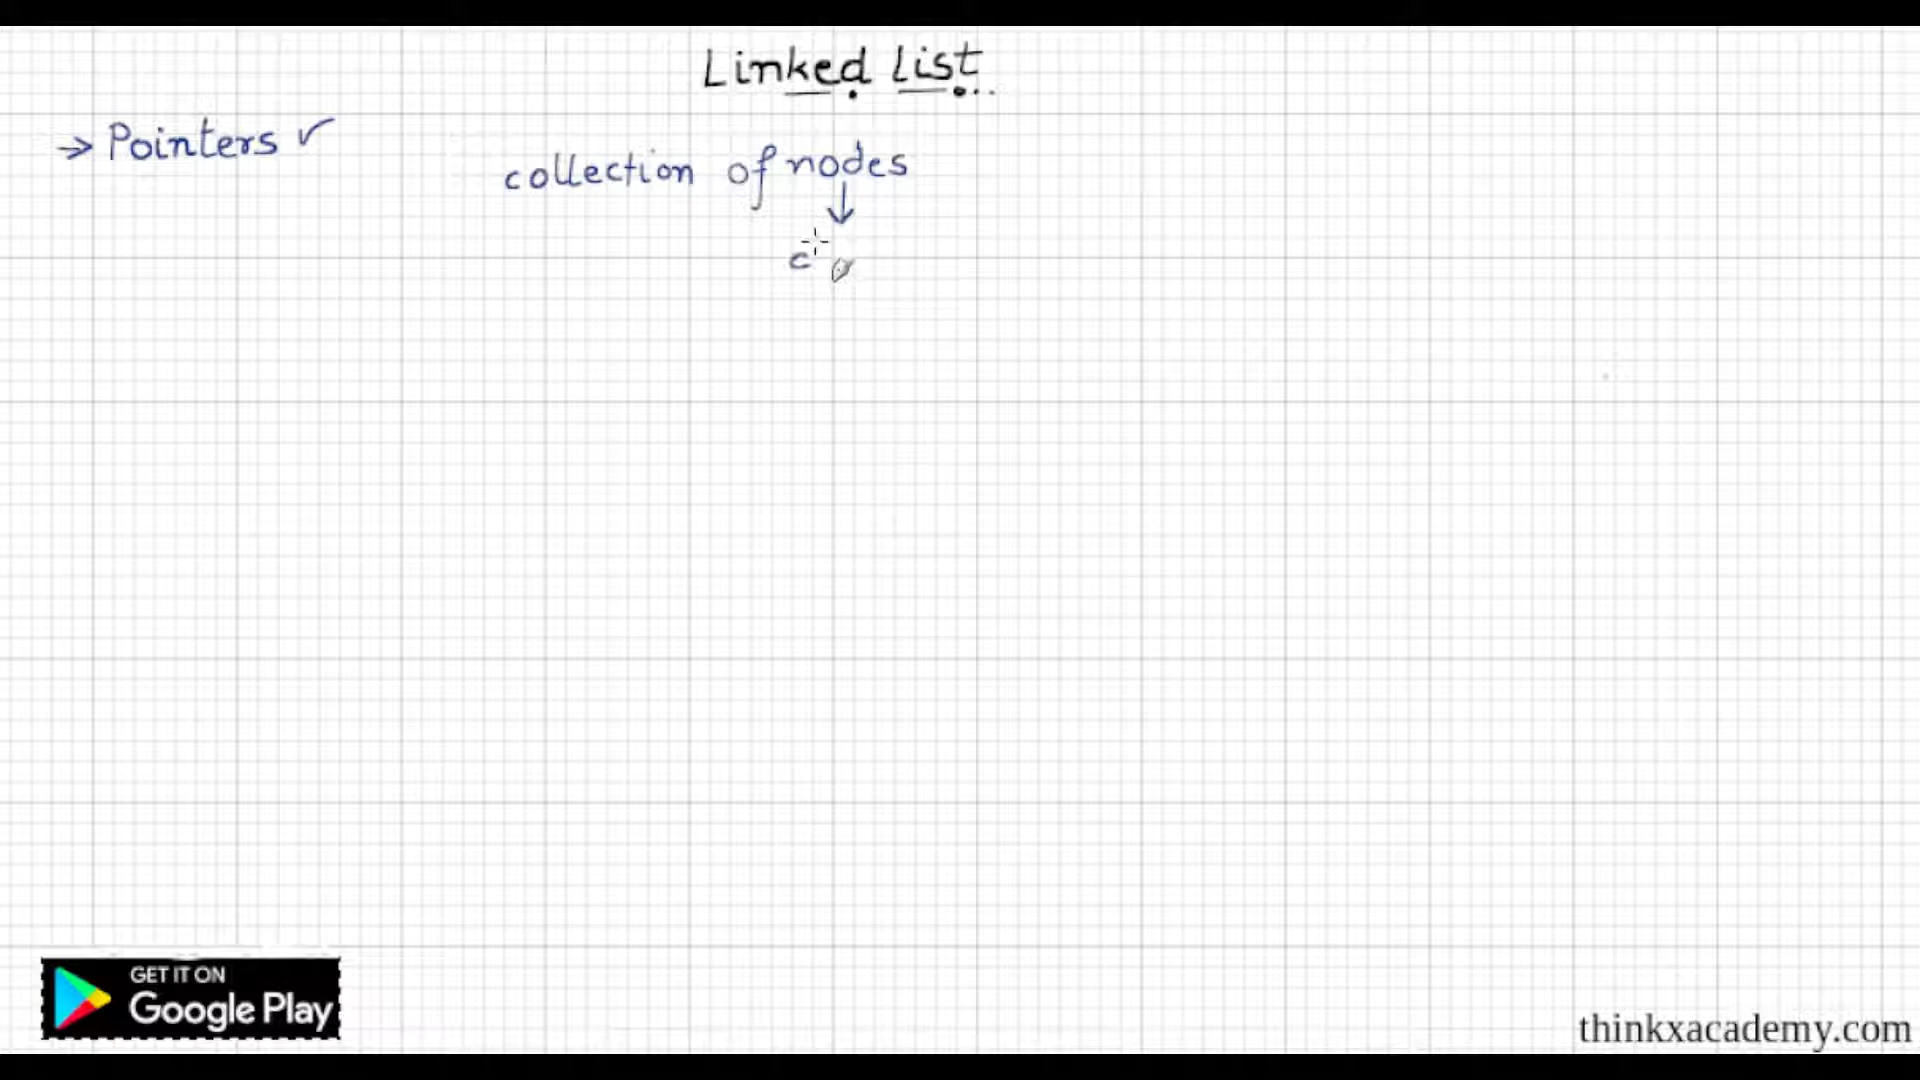 Linked List
→ Pointers ✓
collection of nodes
↓
c
GET IT ON
Google Play
thinkxacademy.com